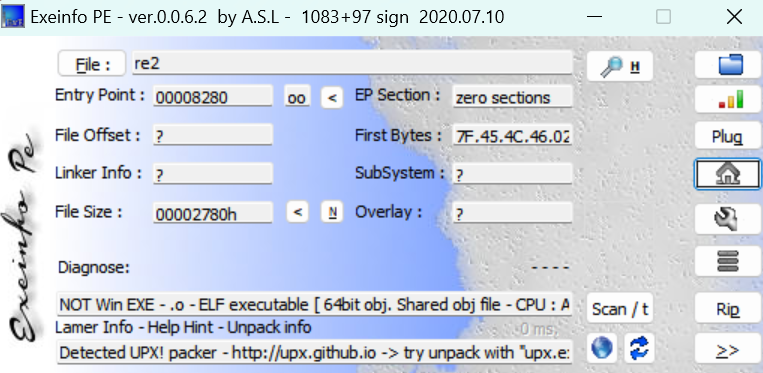 Exeinfo PE - ver.0.0.6.2 by A.S.L - 1083+97 sign 2020.07.10
File : re2 H
Entry Point : 00008280 oo < EP Section : zero sections
File Offset : ? First Bytes : 7F.45.4C.46.02 Plug
Linker Info : ? SubSystem : ?
File Size : 00002780h < N Overlay : ?
Diagnose: ----
NOT Win EXE - .o - ELF executable [ 64bit obj. Shared obj file - CPU : A Scan / t Rip
Lamer Info - Help Hint - Unpack info -0 ms.
Detected UPX! packer - http://upx.github.io -> try unpack with "upx.e: >>
Exeinfo Pe